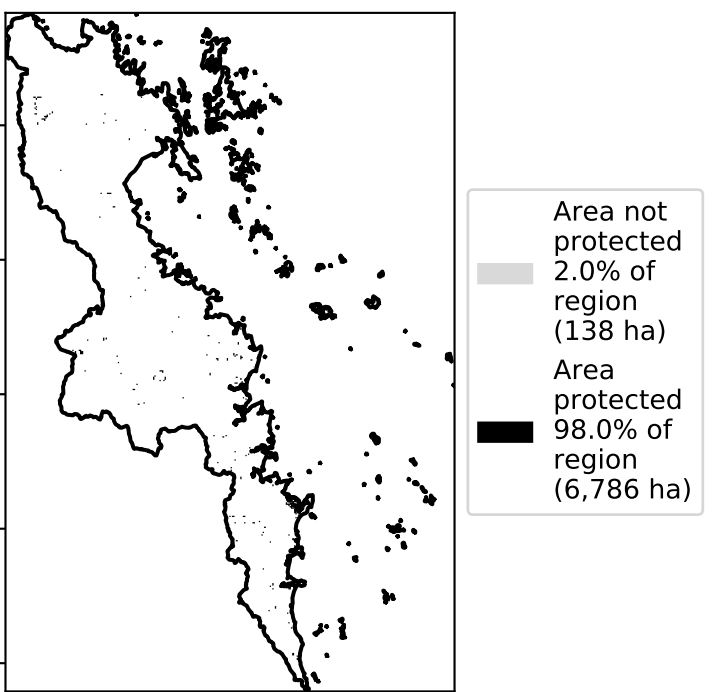 Area not
protected
2.0% of
region
(138 ha)
Area
protected
98.0% of
region
(6,786 ha)